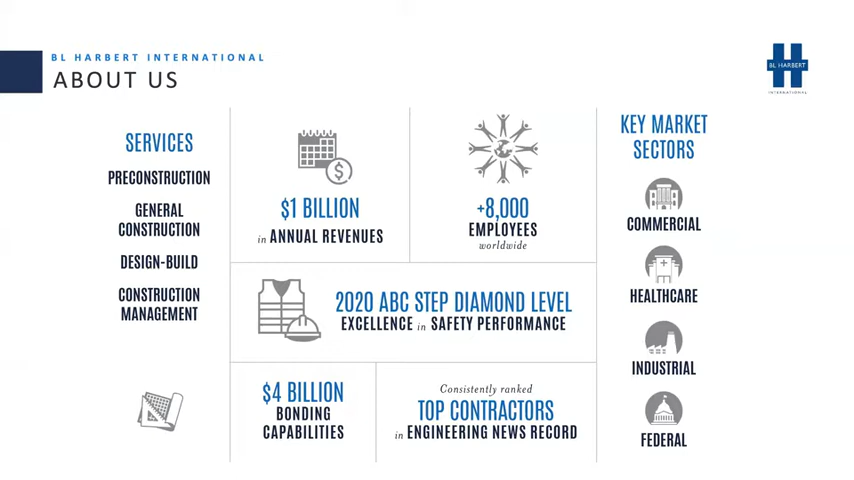 BL HARBERT INTERNATIONAL
ABOUT US
BL HARBERT
INTERNATIONAL
SERVICES
PRECONSTRUCTION
GENERAL
CONSTRUCTION
DESIGN-BUILD
CONSTRUCTION
MANAGEMENT
$
$1 BILLION
in ANNUAL REVENUES
+8,000
EMPLOYEES
worldwide
2020 ABC STEP DIAMOND LEVEL
EXCELLENCE in SAFETY PERFORMANCE
$4 BILLION
BONDING
CAPABILITIES
Consistently ranked
TOP CONTRACTORS
in ENGINEERING NEWS RECORD
KEY MARKET
SECTORS
COMMERCIAL
HEALTHCARE
INDUSTRIAL
FEDERAL